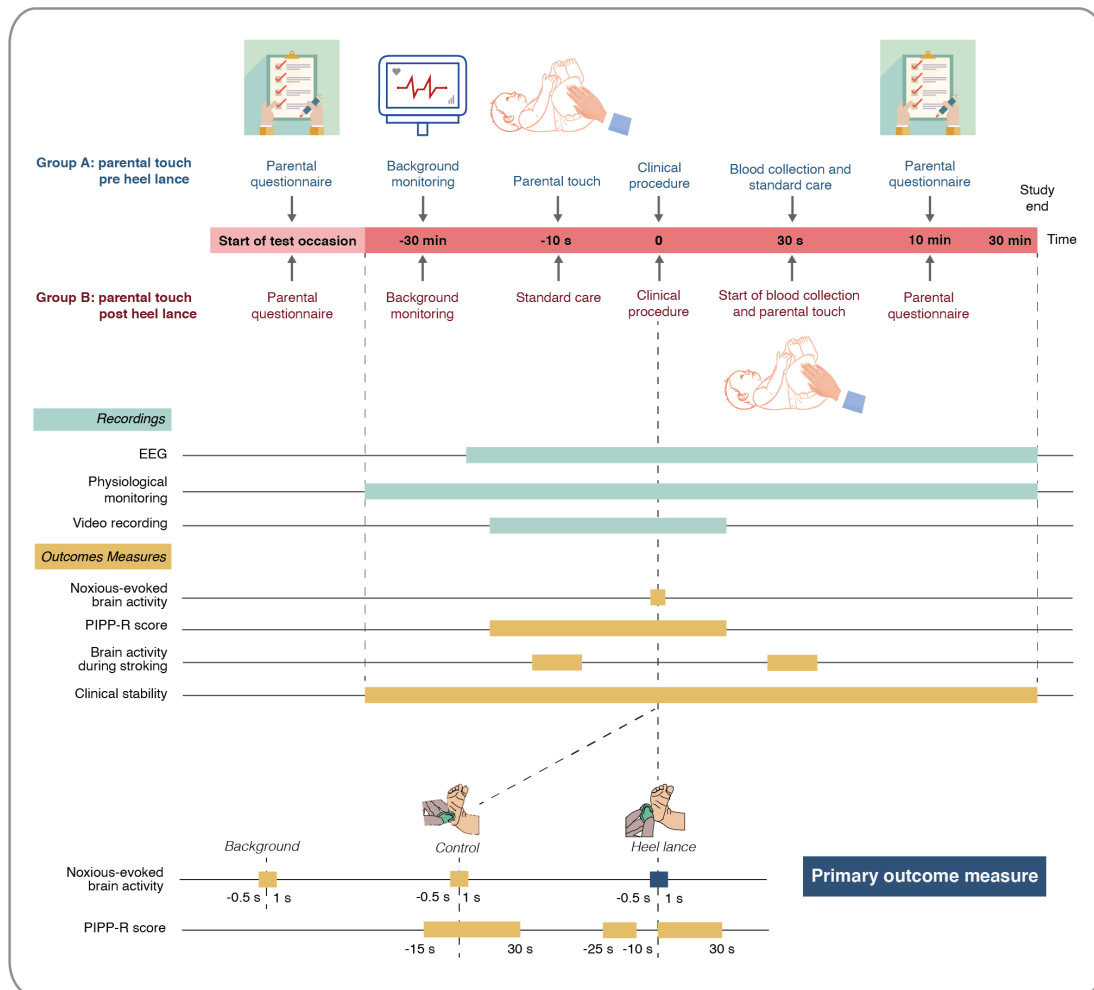 Group A: parental touch
pre heel lance
Parental
questionnaire
Background
monitoring
Parental touch
Clinical
procedure
Blood collection and
standard care
Parental
questionnaire
Study
end
Start of test occasion
-30 min
-10 s
0
30 s
10 min
30 min
Time
Group B: parental touch
post heel lance
Parental
questionnaire
Background
monitoring
Standard care
Clinical
procedure
Start of blood collection
and parental touch
Parental
questionnaire
Recordings
EEG
Physiological
monitoring
Video recording
Outcomes Measures
Noxious-evoked
brain activity
PIPP-R score
Brain activity
during stroking
Clinical stability
Background
Control
Heel lance
Noxious-evoked
brain activity
-0.5 s
1 s
-0.5 s
1 s
-0.5 s
1 s
Primary outcome measure
PIPP-R score
-15 s
30 s
-25 s
-10 s
30 s